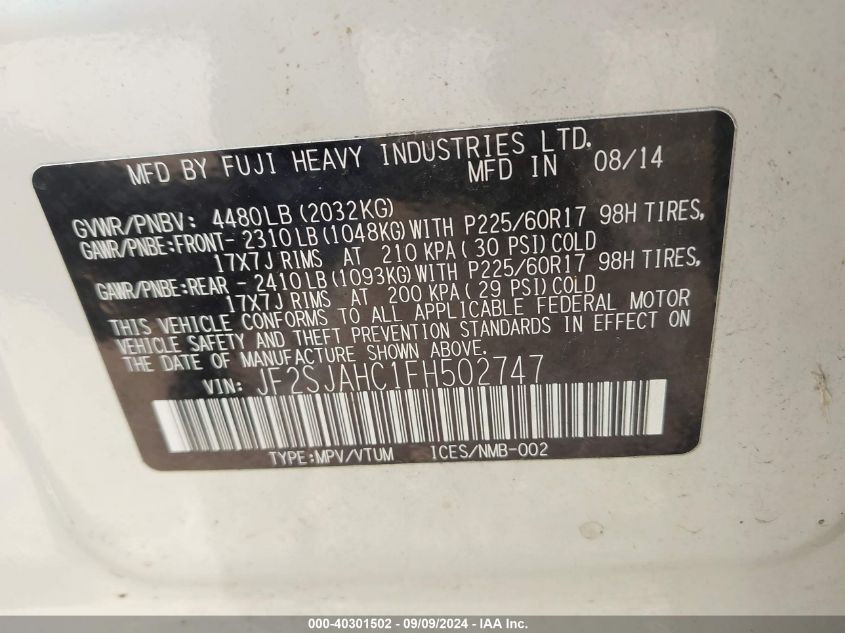 MFD BY FUJI HEAVY INDUSTRIES LTD.
MFD IN 08/14
GVWR/PNBV: 4480LB (2032KG)
GAWR/PNBE:FRONT- 2310LB (1048KG) WITH P225/60R17 98H TIRES,
17X7J RIMS AT 210 KPA ( 30 PSI) COLD
GAWR/PNBE:REAR - 2410LB (1093KG) WITH P225/60R17 98H TIRES,
17X7J RIMS AT 200 KPA ( 29 PSI) COLD
THIS VEHICLE CONFORMS TO ALL APPLICABLE FEDERAL MOTOR
VEHICLE SAFETY AND THEFT PREVENTION STANDARDS IN EFFECT ON
THE DATE OF MANUFACTURE SHOWN ABOVE.
VIN: JF2SJAHC1FH502747
TYPE:MPV/VTUM ICES/NMB-002
000-40301502 - 09/09/2024 - IAA Inc.